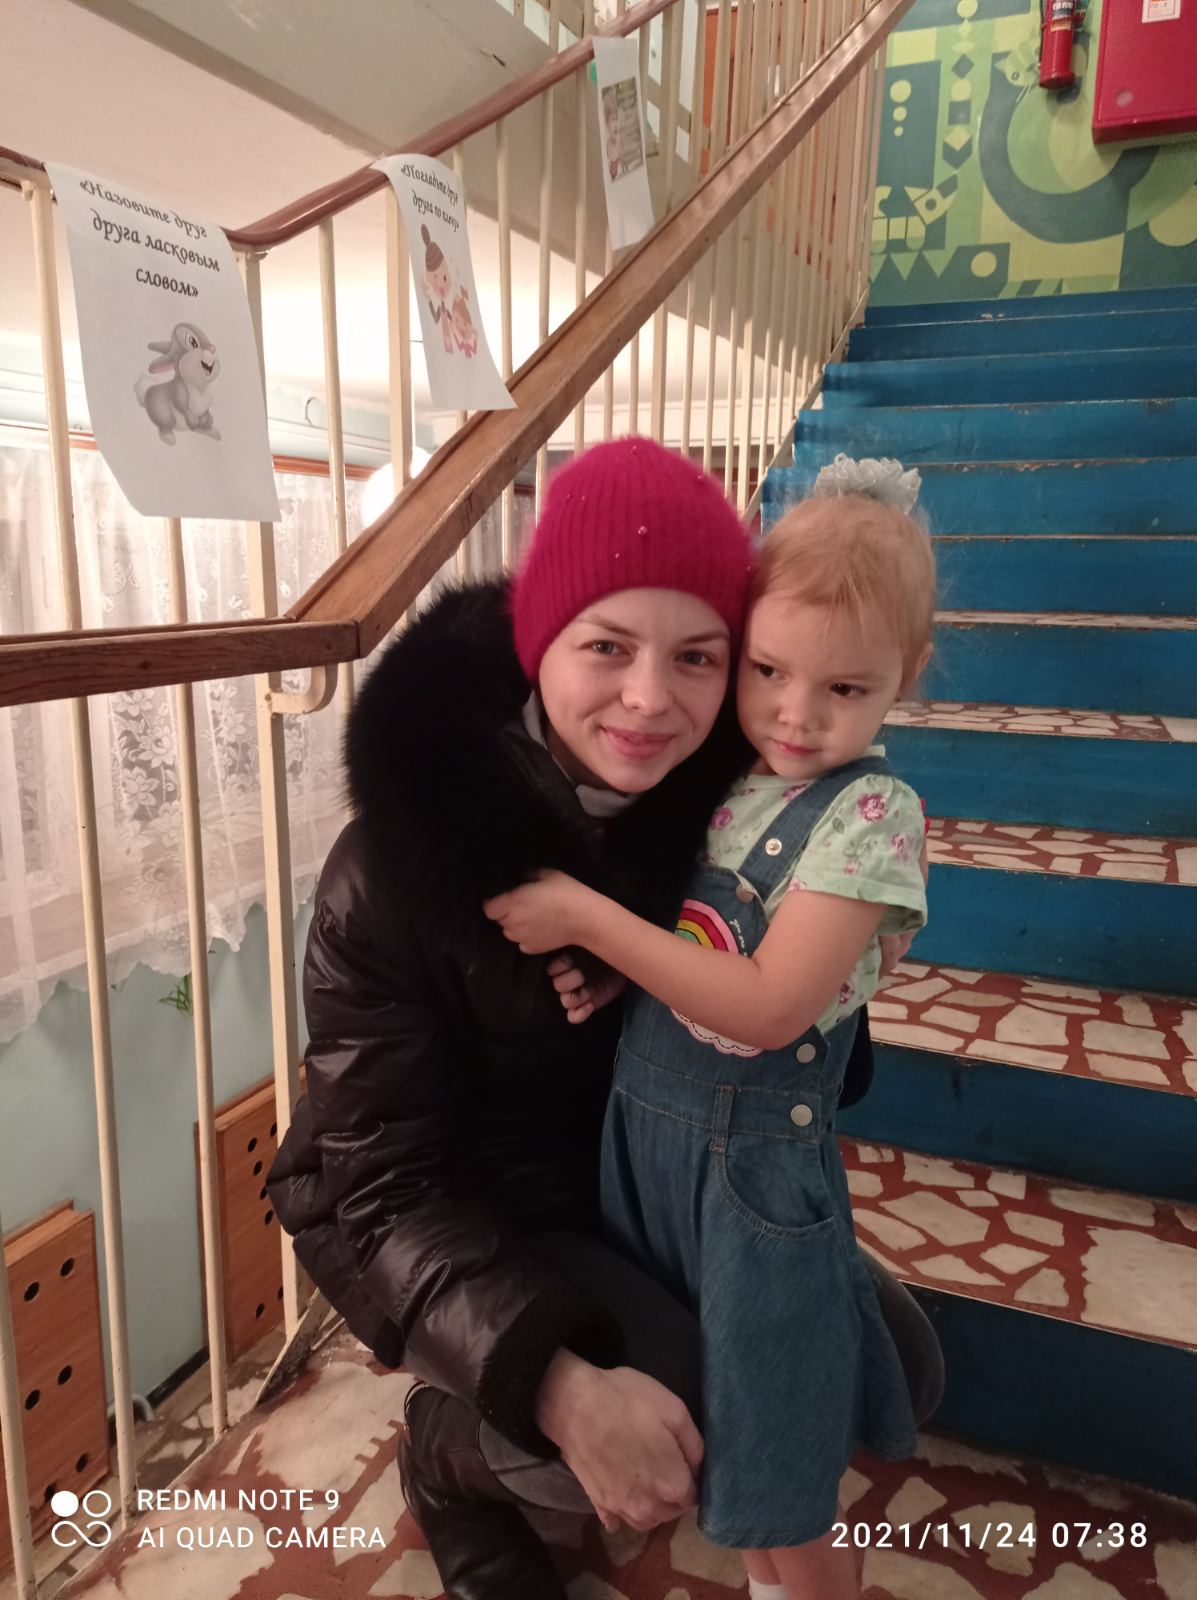 «Назовите друг
друга ласковым
словом»
«Погладьте друг
друга по плечу»
REDMI NOTE 9
AI QUAD CAMERA
2021/11/24 07:38